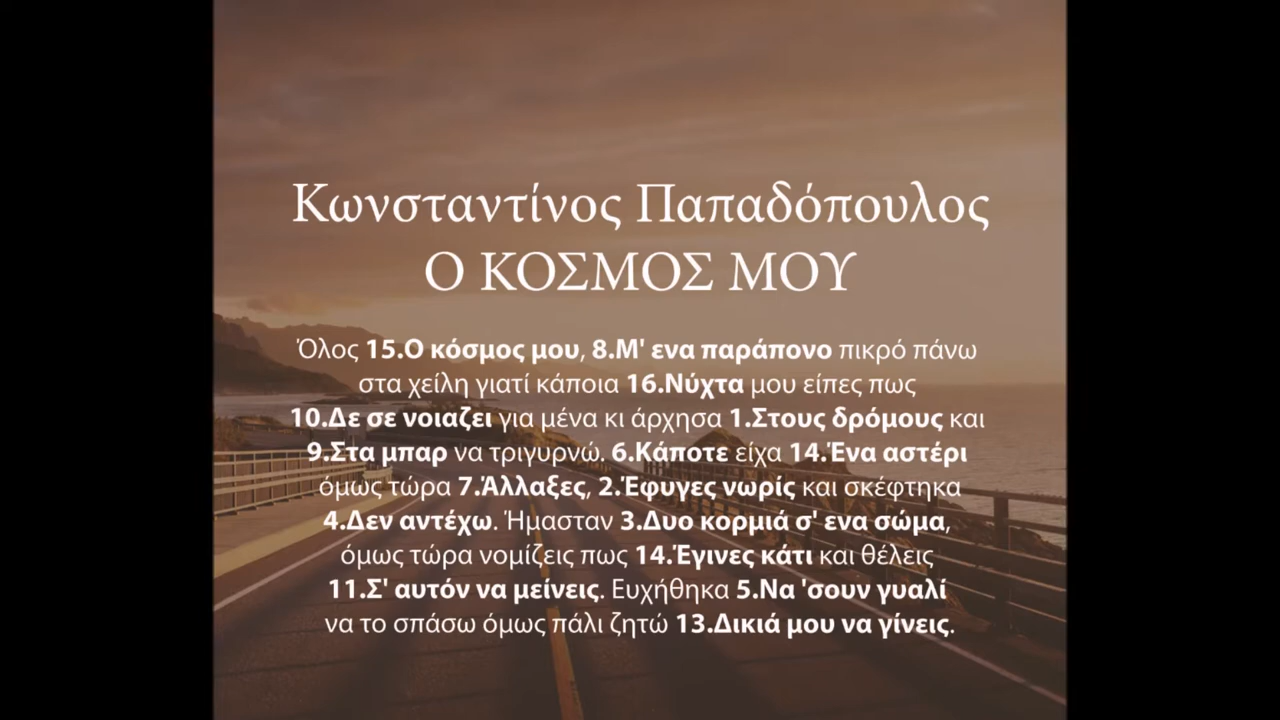 Κωνσταντίνος Παπαδόπουλος
Ο ΚΟΣΜΟΣ ΜΟΥ
Όλος 15.Ο κόσμος μου, 8.Μ' ενα παράπονο πικρό πάνω
στα χείλη γιατί κάποια 16.Νύχτα μου είπες πως
10.Δε σε νοιαζει για μένα κι άρχησα 1.Στους δρόμους και
9.Στα μπαρ να τριγυρνώ. 6.Κάποτε είχα 14.Ένα αστέρι
όμως τώρα 7.Άλλαξες, 2.Έφυγες νωρίς και σκέφτηκα
4.Δεν αντέχω. Ήμασταν 3.Δυο κορμιά σ' ενα σώμα,
όμως τώρα νομίζεις πως 14.Έγινες κάτι και θέλεις
11.Σ' αυτόν να μείνεις. Ευχήθηκα 5.Να 'σουν γυαλί
να το σπάσω όμως πάλι ζητώ 13.Δικιά μου να γίνεις.